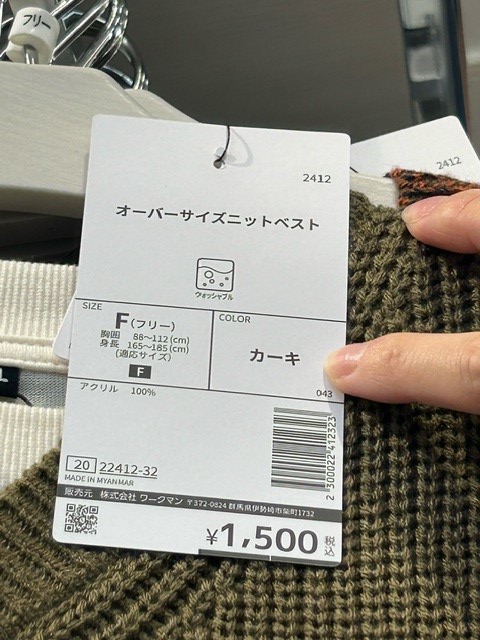 フリー
2412
2412
オーバーサイズニットベスト
ウォッシャブル
SIZE
F(フリー)
胸囲 88〜112(cm)
身長 165〜185(cm)
(適応サイズ)
F
COLOR
カーキ
043
アクリル 100%
2300022412323
20 22412-32
MADE IN MYANMAR
販売元 株式会社 ワークマン 〒372-0824 群馬県伊勢崎市柴町1732
¥1,500 税込